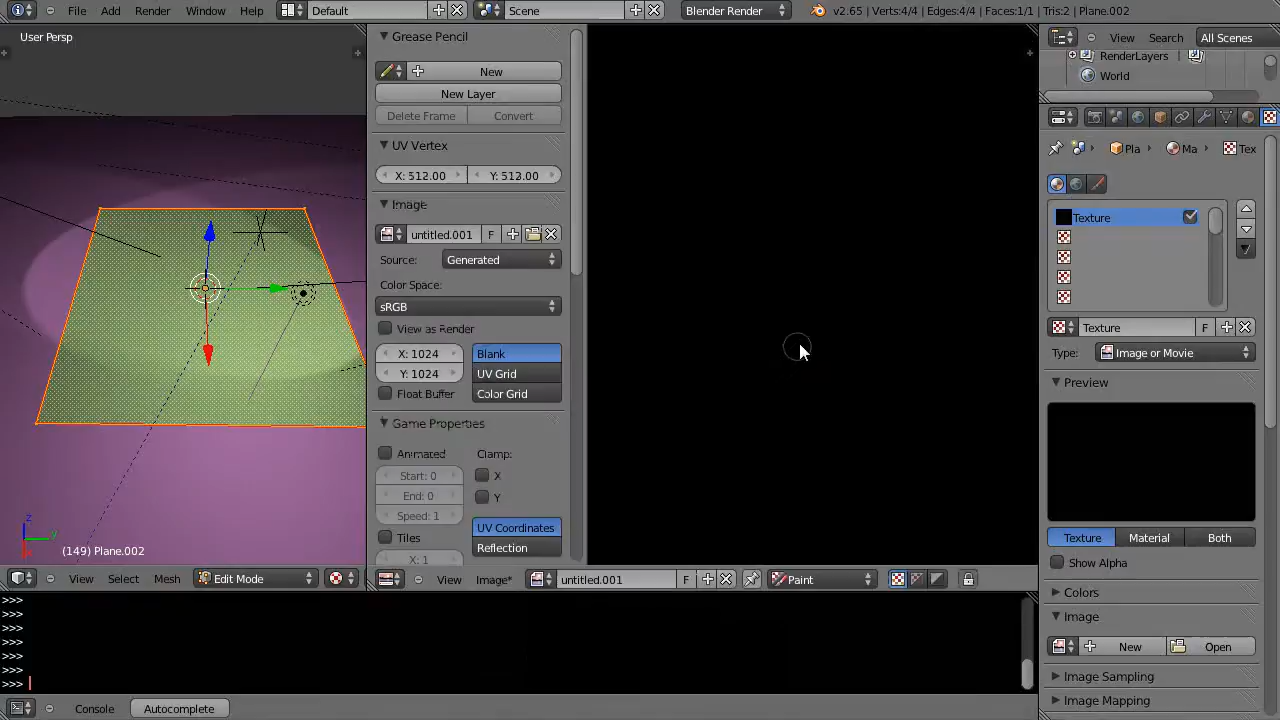 File Add Render Window Help Default Scene Blender Render v2.65 | Verts:4/4 | Edges:4/4 | Faces:1/1 | Tris:2 | Plane.002
User Persp
(149) Plane.002
View Select Mesh Edit Mode
Grease Pencil
New
New Layer
Delete Frame Convert
UV Vertex
X: 512.00 Y: 512.00
Image
untitled.001 F
Source: Generated
Color Space:
sRGB
View as Render
X: 1024 Blank
Y: 1024 UV Grid
Float Buffer Color Grid
Game Properties
Animated Clamp:
Start: 0 X
End: 0 Y
Speed: 1
Tiles UV Coordinates
X: 1 Reflection
View Image* untitled.001 F Paint
View Search All Scenes
RenderLayers
World
Pla Ma Tex
Texture
Texture F
Type: Image or Movie
Preview
Texture Material Both
Show Alpha
Colors
Image
New Open
Image Sampling
Image Mapping
>>>
>>>
>>>
>>>
>>>
>>>
>>>
Console Autocomplete
z
y
x